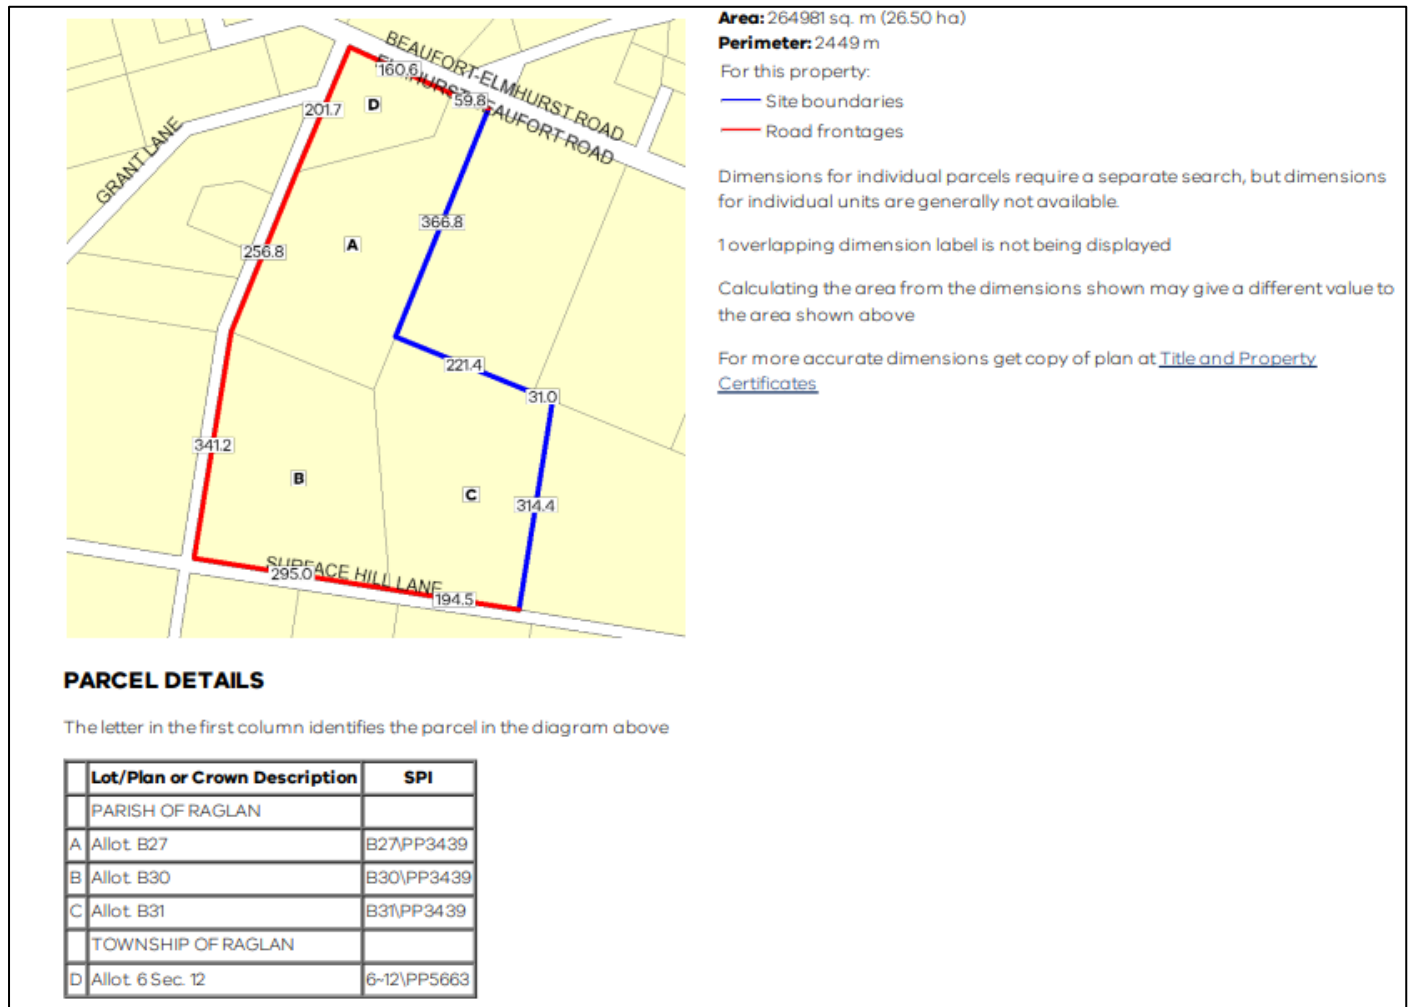 BEAUFORT-ELMHURST ROAD
ELMHURST-BEAUFORT ROAD
160.6
59.8
D
201.7
GRANT LANE
366.8
A
256.8
221.4
31.0
341.2
B
C
314.4
SURFACE HILL LANE
295.0
194.5
Area: 264981 sq. m (26.50 ha)
Perimeter: 2449 m
For this property:
Site boundaries
Road frontages
Dimensions for individual parcels require a separate search, but dimensions
for individual units are generally not available.
1 overlapping dimension label is not being displayed
Calculating the area from the dimensions shown may give a different value to
the area shown above
For more accurate dimensions get copy of plan at Title and Property
Certificates
PARCEL DETAILS
The letter in the first column identifies the parcel in the diagram above
Lot/Plan or Crown Description SPI
PARISH OF RAGLAN
A Allot. B27 B27\PP3439
B Allot. B30 B30\PP3439
C Allot. B31 B31\PP3439
TOWNSHIP OF RAGLAN
D Allot. 6 Sec. 12 6~12\PP5663